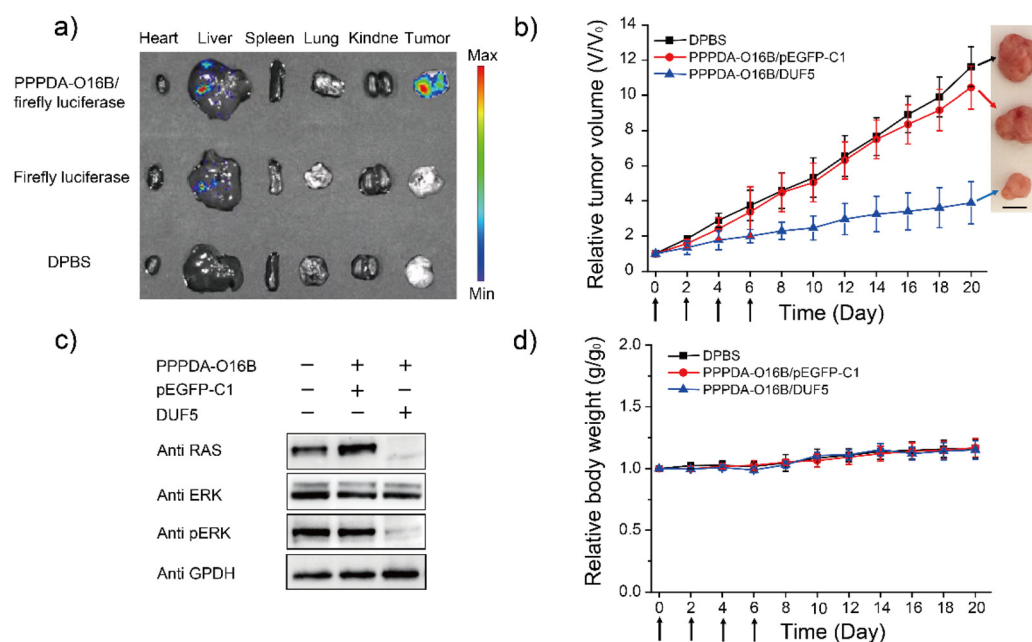 a)
Heart Liver Spleen Lung Kindne Tumor
PPPDA-O16B/
firefly luciferase
Firefly luciferase
DPBS
Max
Min
b)
Relative tumor volume (V/V₀)
14
12
10
8
6
4
2
0
DPBS
PPPDA-O16B/pEGFP-C1
PPPDA-O16B/DUF5
0 2 4 6 8 10 12 14 16 18 20
Time (Day)
c)
PPPDA-O16B − + +
pEGFP-C1 − + −
DUF5 − − +
Anti RAS
Anti ERK
Anti pERK
Anti GPDH
d)
Relative body weight (g/g₀)
2.0
1.5
1.0
0.5
0.0
DPBS
PPPDA-O16B/pEGFP-C1
PPPDA-O16B/DUF5
0 2 4 6 8 10 12 14 16 18 20
Time (Day)